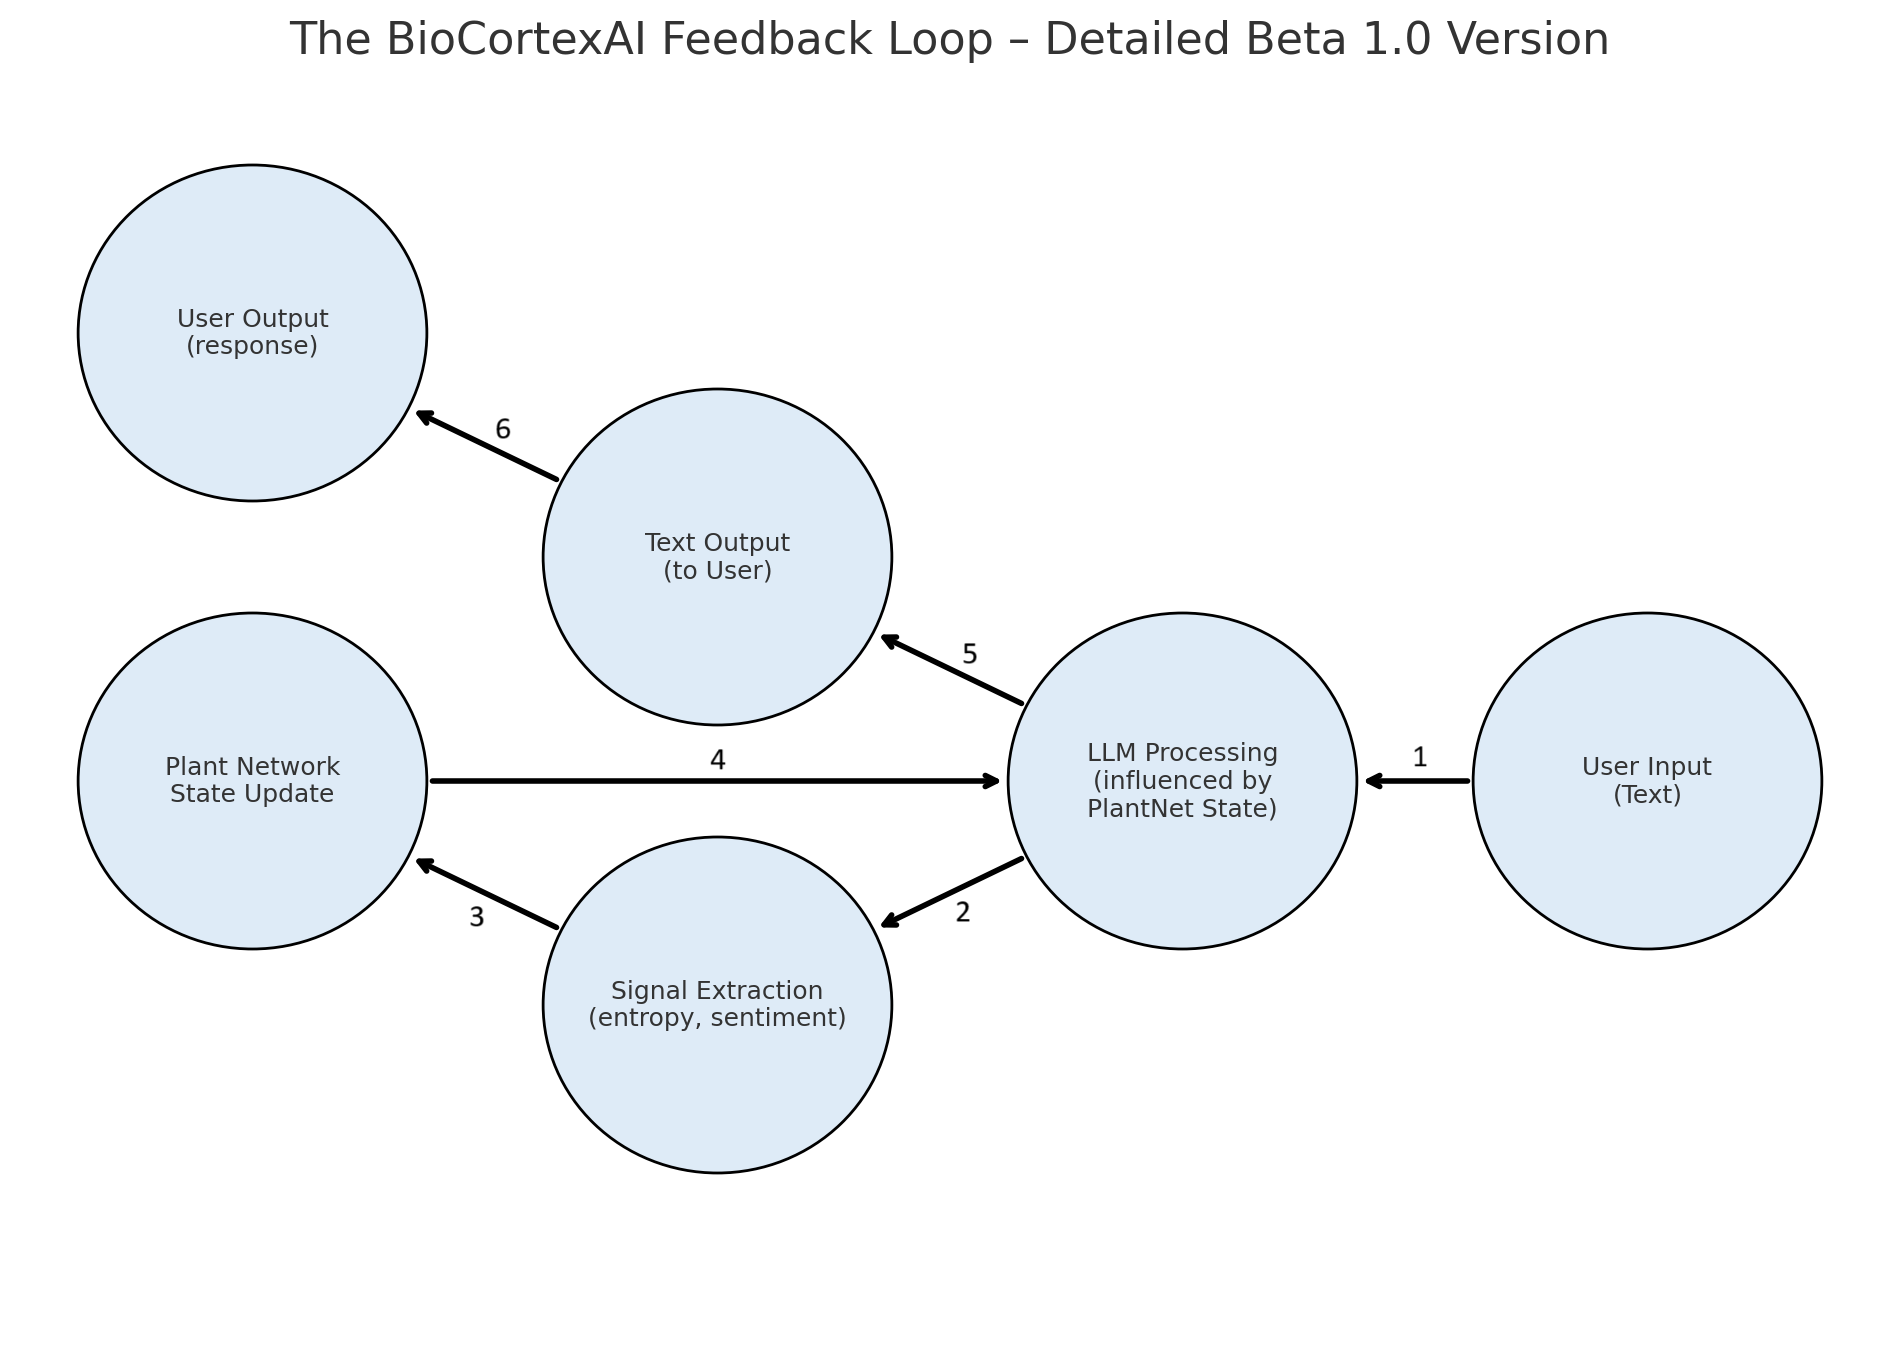 The BioCortexAI Feedback Loop – Detailed Beta 1.0 Version
User Output
(response)
6
Text Output
(to User)
5
Plant Network
State Update
4
LLM Processing
(influenced by
PlantNet State)
1
User Input
(Text)
3
2
Signal Extraction
(entropy, sentiment)